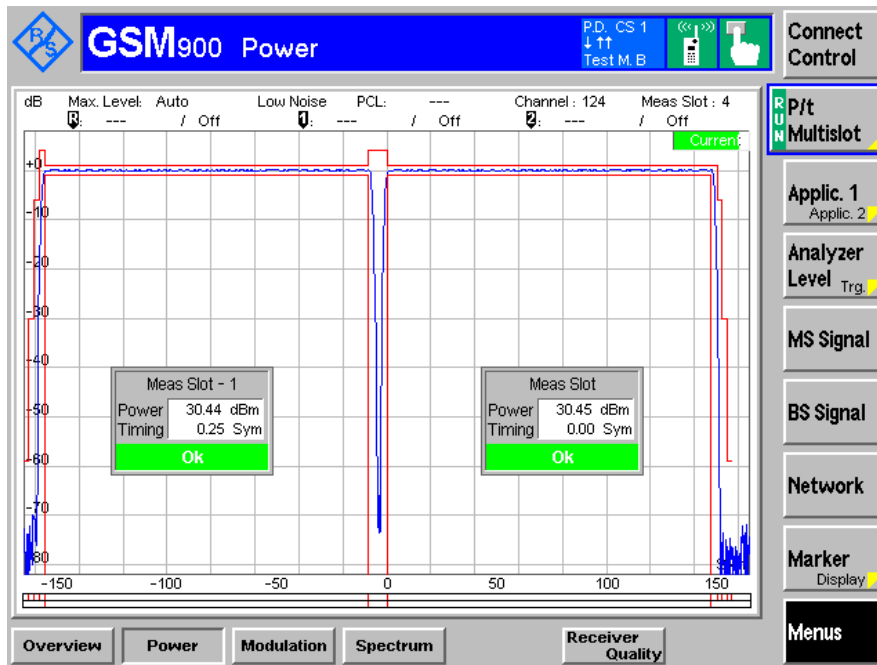 R&S GSM900 Power P.D. CS 1
↓ ↑↑
Test M. B
Connect Control
dB Max. Level: Auto Low Noise PCL: --- Channel : 124 Meas Slot : 4
R: --- / Off 1: --- / Off 2: --- / Off
Current
RUN
P/t Multislot
Applic. 1
Applic. 2
Analyzer
Level Trg.
MS Signal
BS Signal
Network
Marker
Display
Menus
+0
-10
-20
-30
-40
-50
-60
-70
-80
Meas Slot - 1
Power 30.44 dBm
Timing 0.25 Sym
Ok
Meas Slot
Power 30.45 dBm
Timing 0.00 Sym
Ok
-150 -100 -50 0 50 100 150
Overview Power Modulation Spectrum Receiver Quality